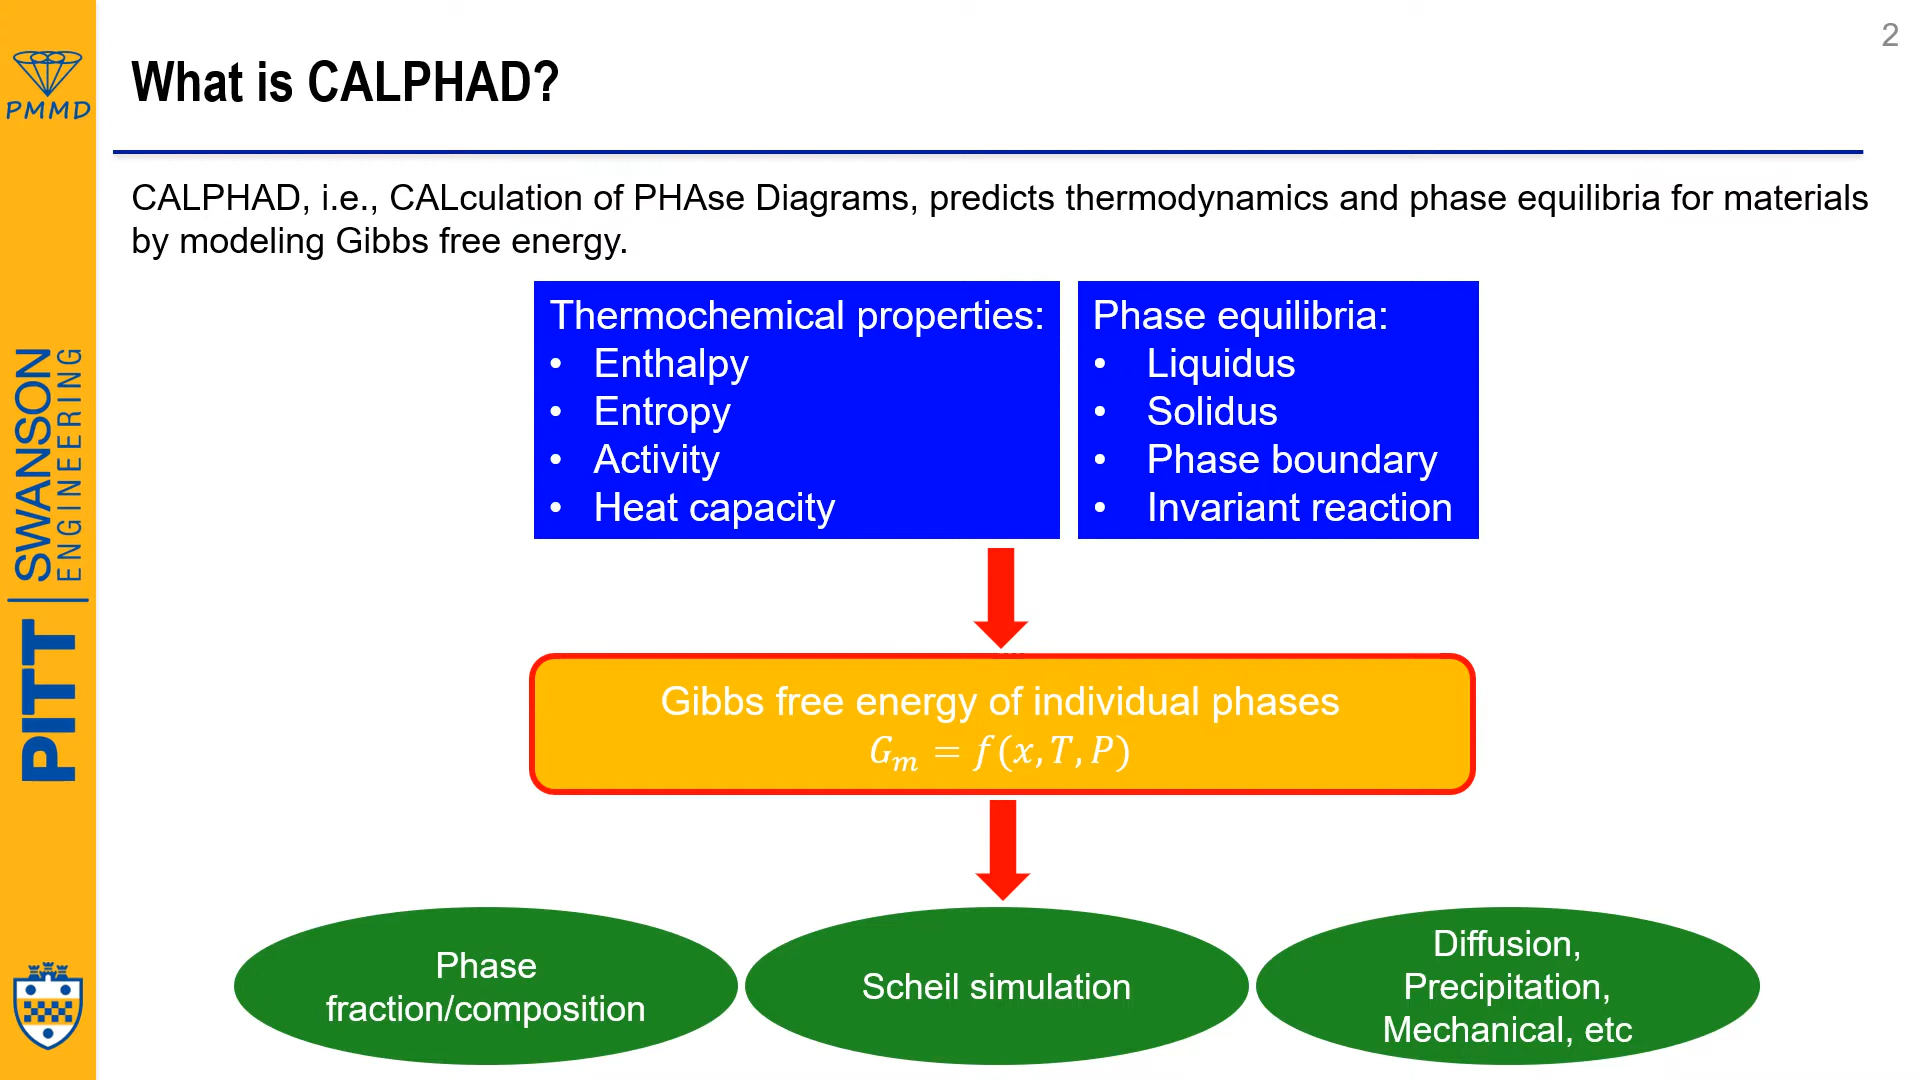 2
PMMD
What is CALPHAD?
CALPHAD, i.e., CALculation of PHAse Diagrams, predicts thermodynamics and phase equilibria for materials
by modeling Gibbs free energy.
Thermochemical properties:
• Enthalpy
• Entropy
• Activity
• Heat capacity
Phase equilibria:
• Liquidus
• Solidus
• Phase boundary
• Invariant reaction
Gibbs free energy of individual phases
G_m = f(x, T, P)
Phase
fraction/composition
Scheil simulation
Diffusion,
Precipitation,
Mechanical, etc
PITT
SWANSON
ENGINEERING